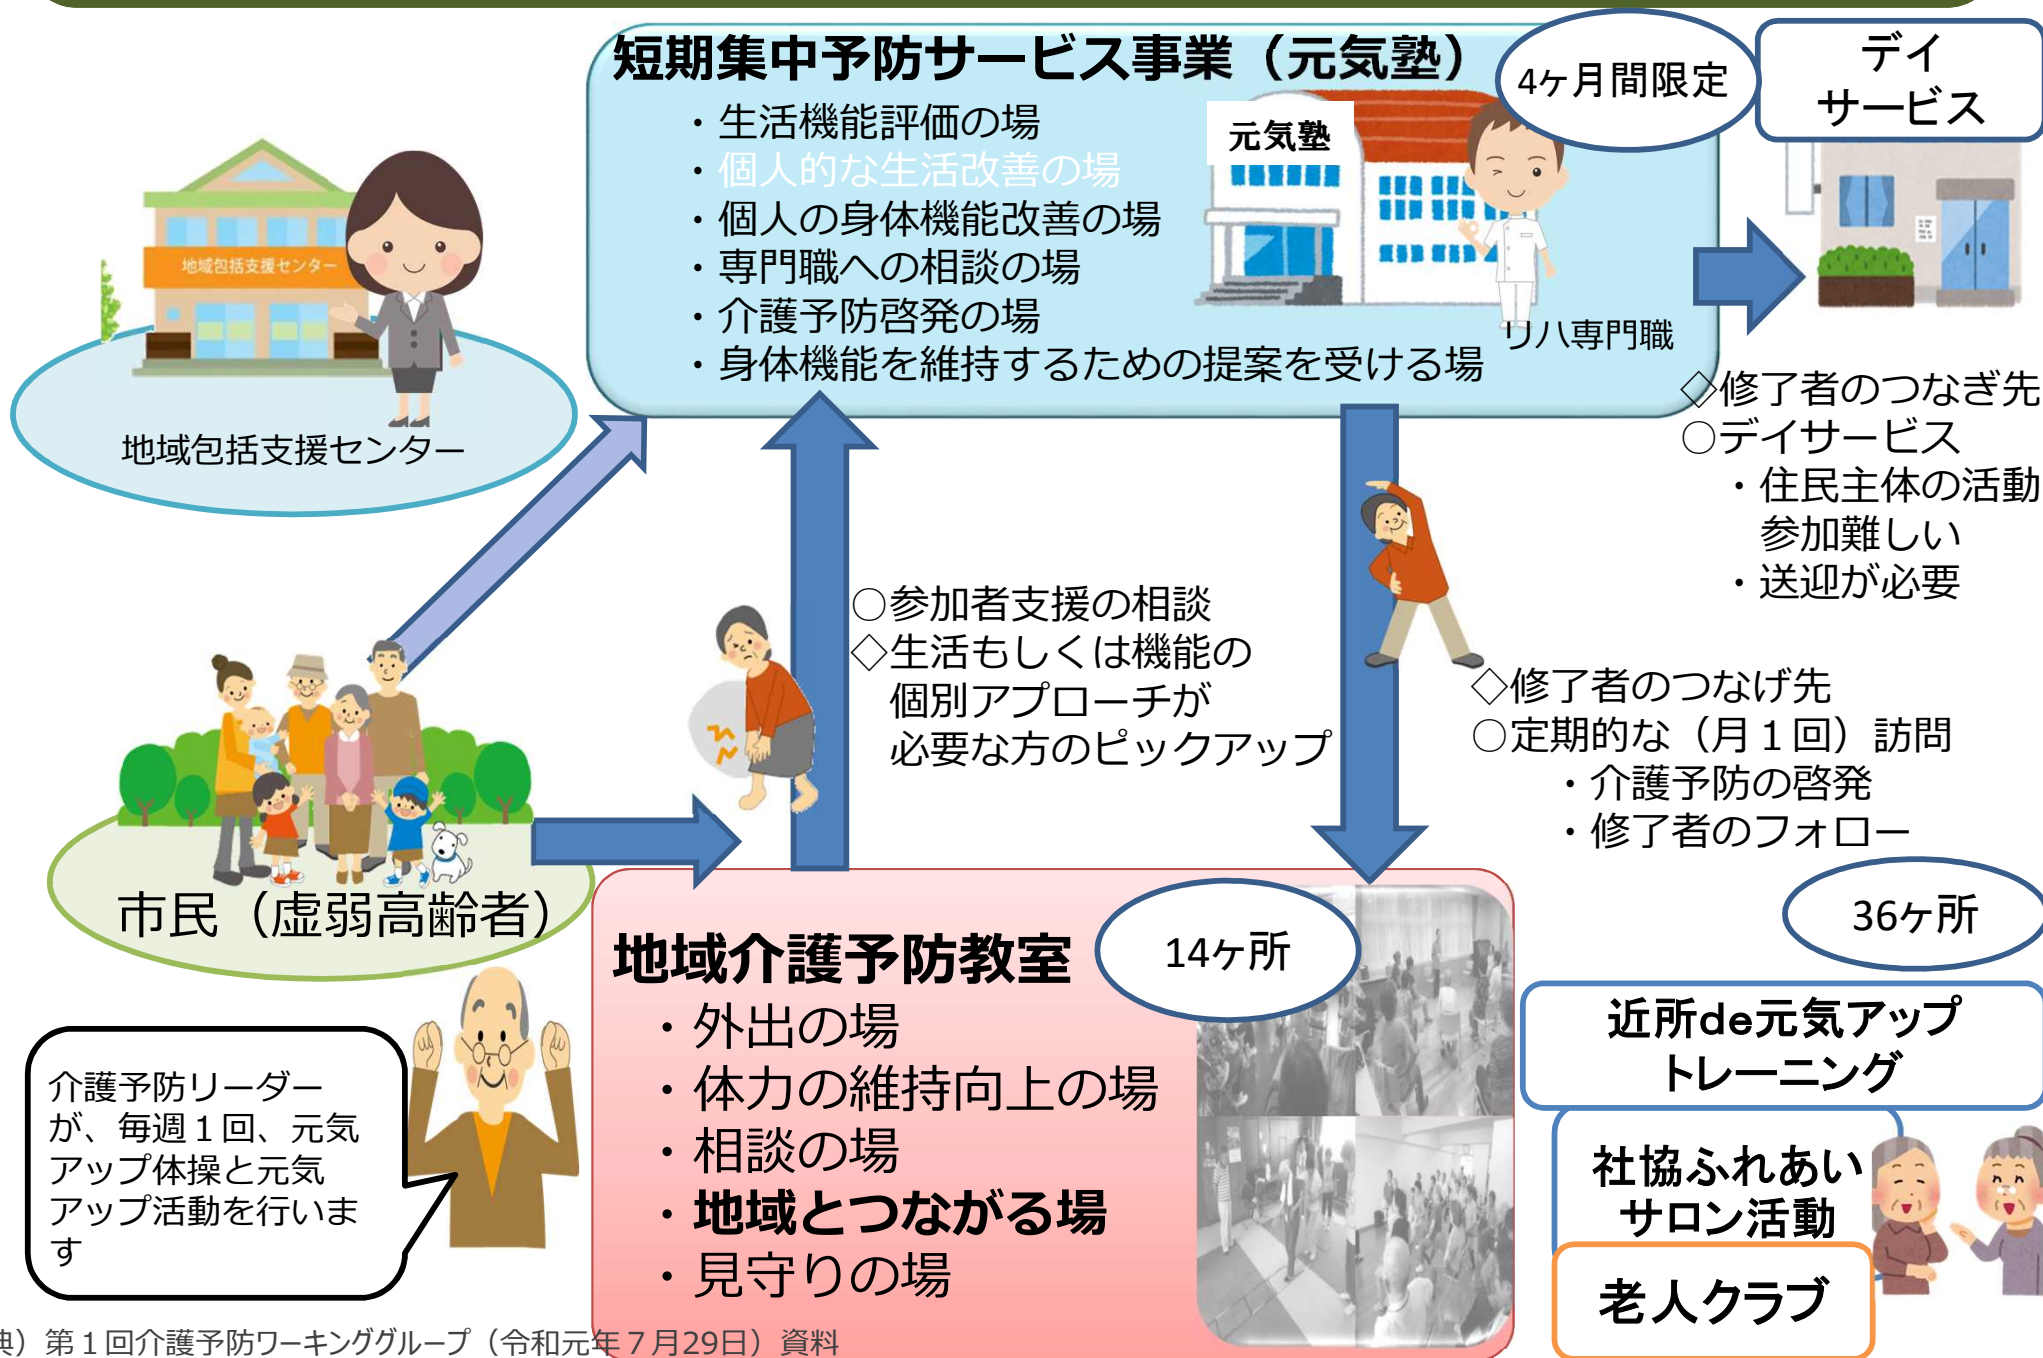 短期集中予防サービス事業（元気塾）
・生活機能評価の場
・個人的な生活改善の場
・個人の身体機能改善の場
・専門職への相談の場
・介護予防啓発の場
・身体機能を維持するための提案を受ける場
元気塾
4ヶ月間限定
リハ専門職
デイ
サービス
地域包括支援センター
地域包括支援センター
◇修了者のつなぎ先
○デイサービス
・住民主体の活動
参加難しい
・送迎が必要
○参加者支援の相談
◇生活もしくは機能の
個別アプローチが
必要な方のピックアップ
◇修了者のつなげ先
○定期的な（月１回）訪問
・介護予防の啓発
・修了者のフォロー
市民（虚弱高齢者）
地域介護予防教室
14ヶ所
・外出の場
・体力の維持向上の場
・相談の場
・地域とつながる場
・見守りの場
36ヶ所
近所de元気アップ
トレーニング
社協ふれあい
サロン活動
老人クラブ
介護予防リーダー
が、毎週１回、元気
アップ体操と元気
アップ活動を行いま
す
典）第１回介護予防ワーキンググループ（令和元年７月29日）資料